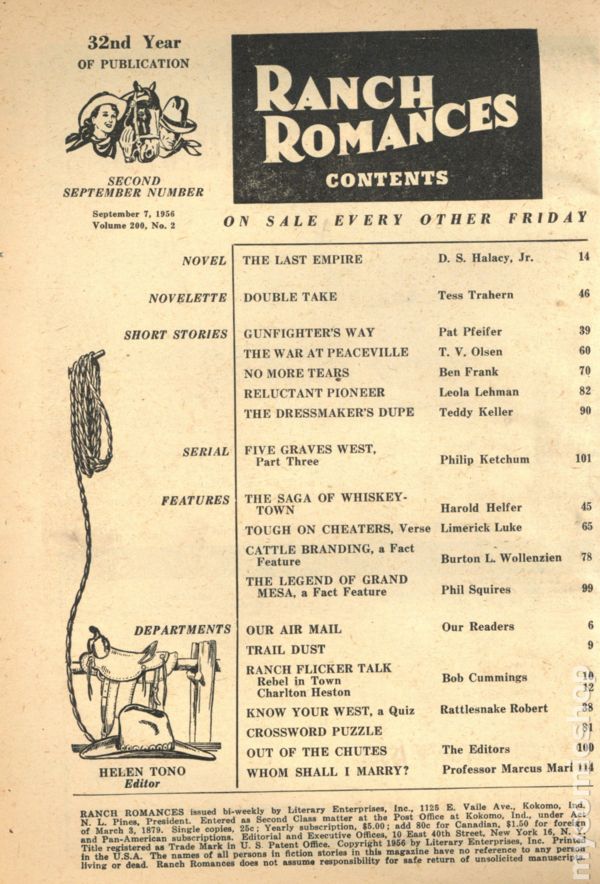 32nd Year
OF PUBLICATION
SECOND
SEPTEMBER NUMBER
September 7, 1956
Volume 200, No. 2
RANCH
ROMANCES
CONTENTS
ON SALE EVERY OTHER FRIDAY
NOVEL THE LAST EMPIRE D. S. Halacy, Jr. 14
NOVELETTE DOUBLE TAKE Tess Trahern 46
SHORT STORIES GUNFIGHTER'S WAY Pat Pfeifer 39
THE WAR AT PEACEVILLE T. V. Olsen 60
NO MORE TEARS Ben Frank 70
RELUCTANT PIONEER Leola Lehman 82
THE DRESSMAKER'S DUPE Teddy Keller 90
SERIAL FIVE GRAVES WEST,
Part Three Philip Ketchum 101
FEATURES THE SAGA OF WHISKEY-
TOWN Harold Helfer 45
TOUGH ON CHEATERS, Verse Limerick Luke 65
CATTLE BRANDING, a Fact
Feature Burton L. Wollenzien 78
THE LEGEND OF GRAND
MESA, a Fact Feature Phil Squires 99
DEPARTMENTS OUR AIR MAIL Our Readers 6
TRAIL DUST 9
RANCH FLICKER TALK
Rebel in Town Bob Cummings 10
Charlton Heston 12
KNOW YOUR WEST, a Quiz Rattlesnake Robert 38
CROSSWORD PUZZLE 81
OUT OF THE CHUTES The Editors 100
WHOM SHALL I MARRY? Professor Marcus Mari 114
HELEN TONO
Editor
RANCH ROMANCES issued bi-weekly by Literary Enterprises, Inc., 1125 E. Vaile Ave., Kokomo, Ind.
N. L. Pines, President. Entered as Second Class matter at the Post Office at Kokomo, Ind., under Act
of March 3, 1879. Single copies, 25c; Yearly subscription, $5.00; add 80c for Canadian, $1.50 for foreign
and Pan-American subscriptions. Editorial and Executive Offices, 10 East 40th Street, New York 16, N. Y.
Title registered as Trade Mark in U. S. Patent Office. Copyright 1956 by Literary Enterprises, Inc. Printed
in the U.S.A. The names of all persons in fiction stories in this magazine have no reference to any person
living or dead. Ranch Romances does not assume responsibility for safe return of unsolicited manuscripts.
mycomicshop